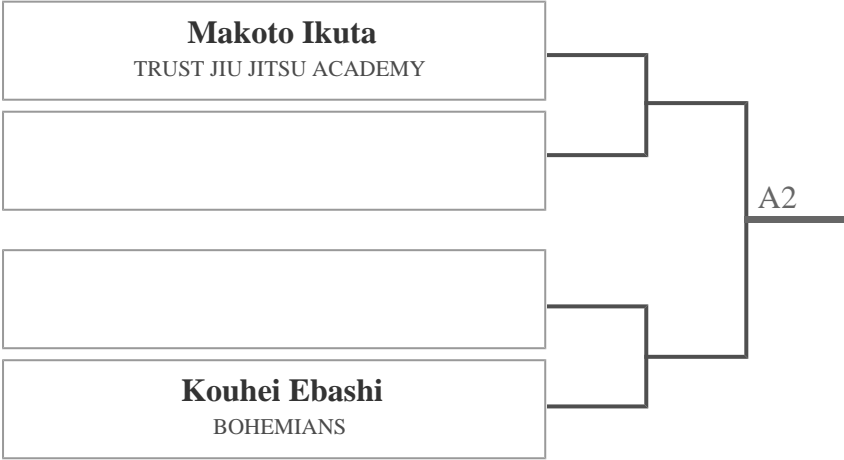 Makoto Ikuta
TRUST JIU JITSU ACADEMY
A2
Kouhei Ebashi
BOHEMIANS